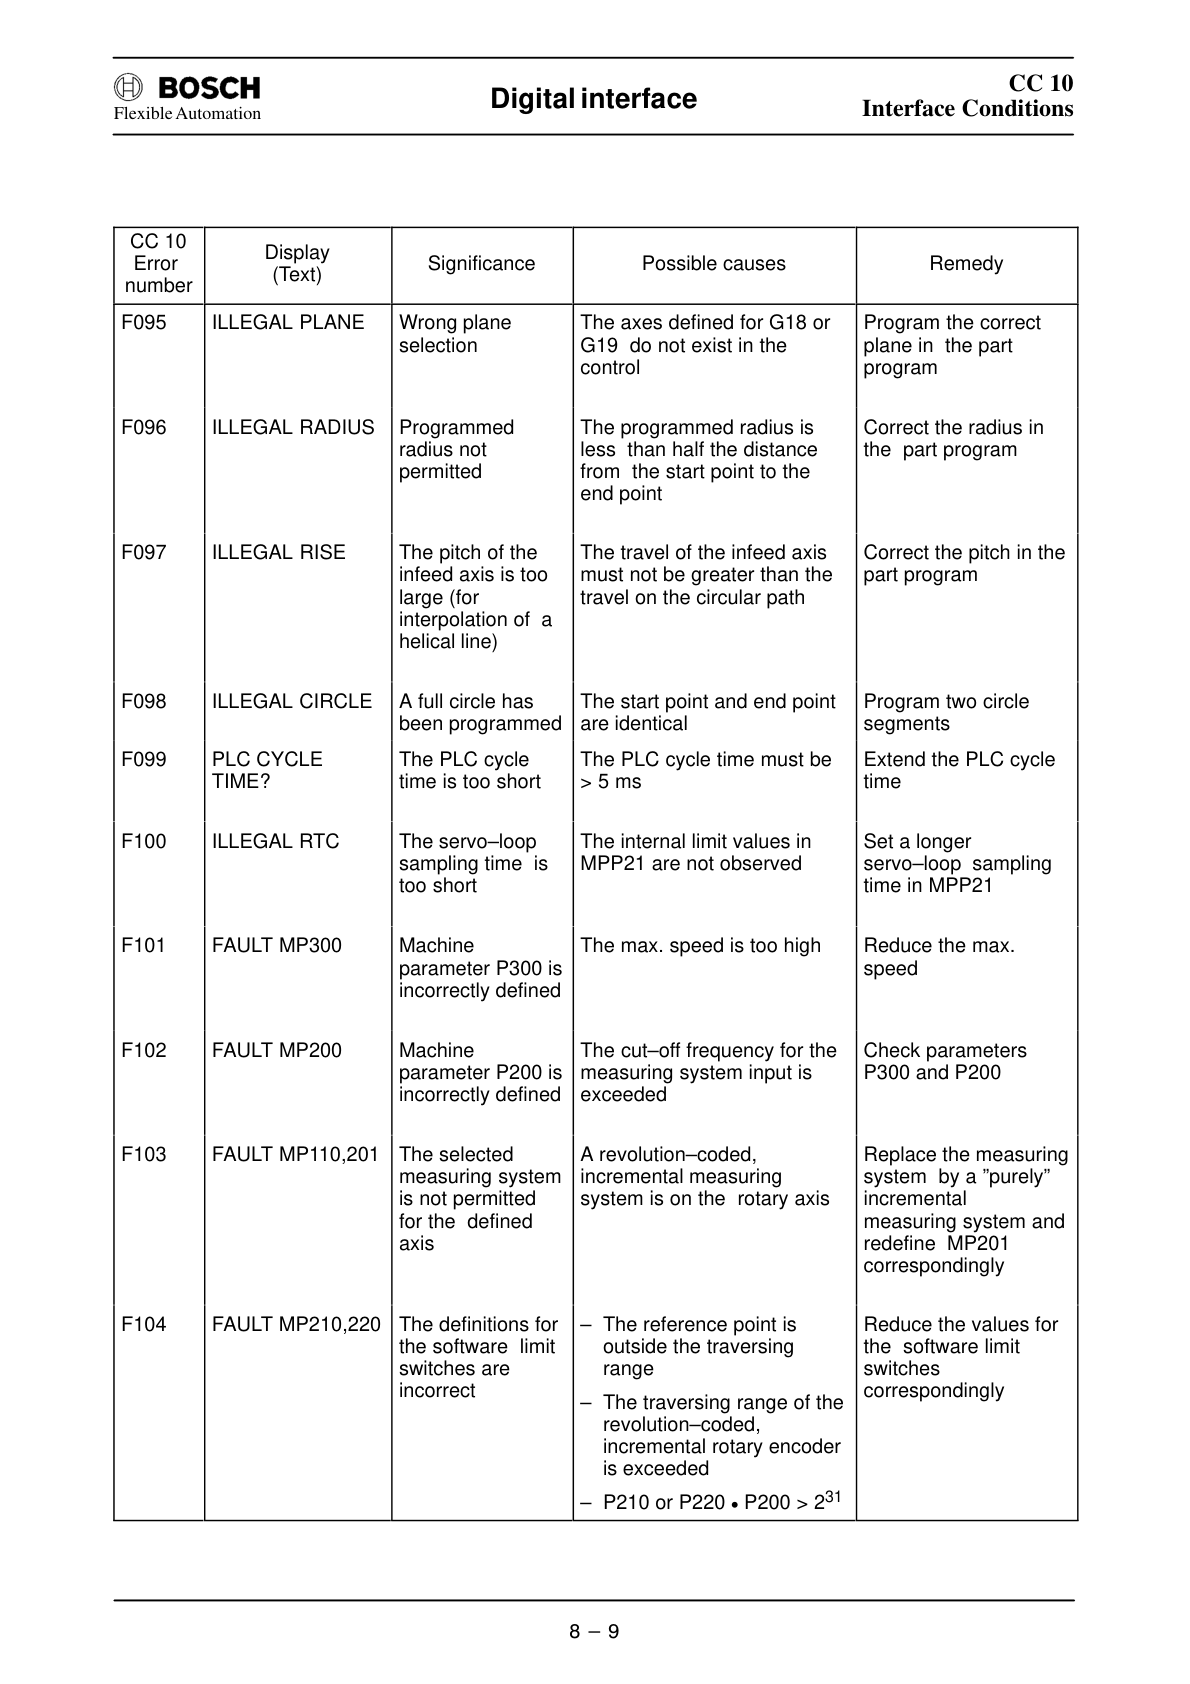 BOSCH
Flexible Automation
Digital interface
CC 10
Interface Conditions
CC 10
Error
number
Display
(Text)
Significance
Possible causes
Remedy
F095
ILLEGAL PLANE
Wrong plane
selection
The axes defined for G18 or
G19 do not exist in the
control
Program the correct
plane in the part
program
F096
ILLEGAL RADIUS
Programmed
radius not
permitted
The programmed radius is
less than half the distance
from the start point to the
end point
Correct the radius in
the part program
F097
ILLEGAL RISE
The pitch of the
infeed axis is too
large (for
interpolation of a
helical line)
The travel of the infeed axis
must not be greater than the
travel on the circular path
Correct the pitch in the
part program
F098
ILLEGAL CIRCLE
A full circle has
been programmed
The start point and end point
are identical
Program two circle
segments
F099
PLC CYCLE
TIME?
The PLC cycle
time is too short
The PLC cycle time must be
> 5 ms
Extend the PLC cycle
time
F100
ILLEGAL RTC
The servo–loop
sampling time is
too short
The internal limit values in
MPP21 are not observed
Set a longer
servo–loop sampling
time in MPP21
F101
FAULT MP300
Machine
parameter P300 is
incorrectly defined
The max. speed is too high
Reduce the max.
speed
F102
FAULT MP200
Machine
parameter P200 is
incorrectly defined
The cut–off frequency for the
measuring system input is
exceeded
Check parameters
P300 and P200
F103
FAULT MP110,201
The selected
measuring system
is not permitted
for the defined
axis
A revolution–coded,
incremental measuring
system is on the rotary axis
Replace the measuring
system by a ”purely”
incremental
measuring system and
redefine MP201
correspondingly
F104
FAULT MP210,220
The definitions for
the software limit
switches are
incorrect
– The reference point is
outside the traversing
range
– The traversing range of the
revolution–coded,
incremental rotary encoder
is exceeded
– P210 or P220 • P200 > 2³¹
Reduce the values for
the software limit
switches
correspondingly
8 – 9